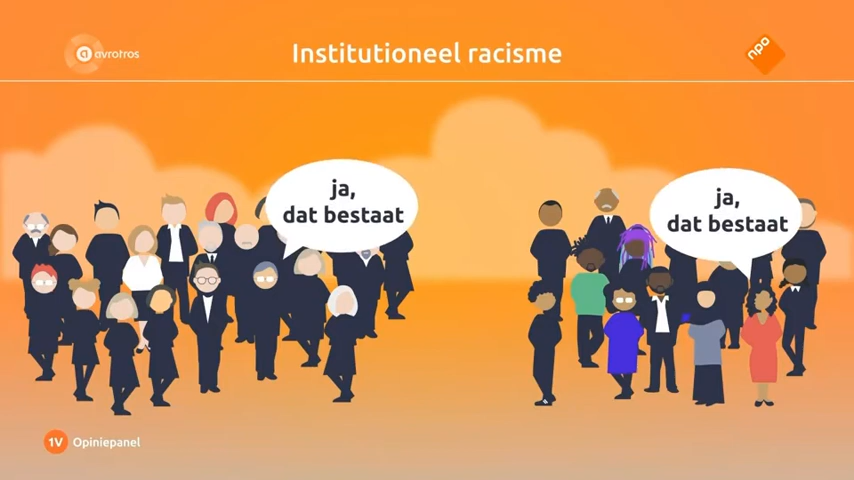 avrotros
Institutioneel racisme
npo
ja,
dat bestaat
ja,
dat bestaat
1V Opiniepanel